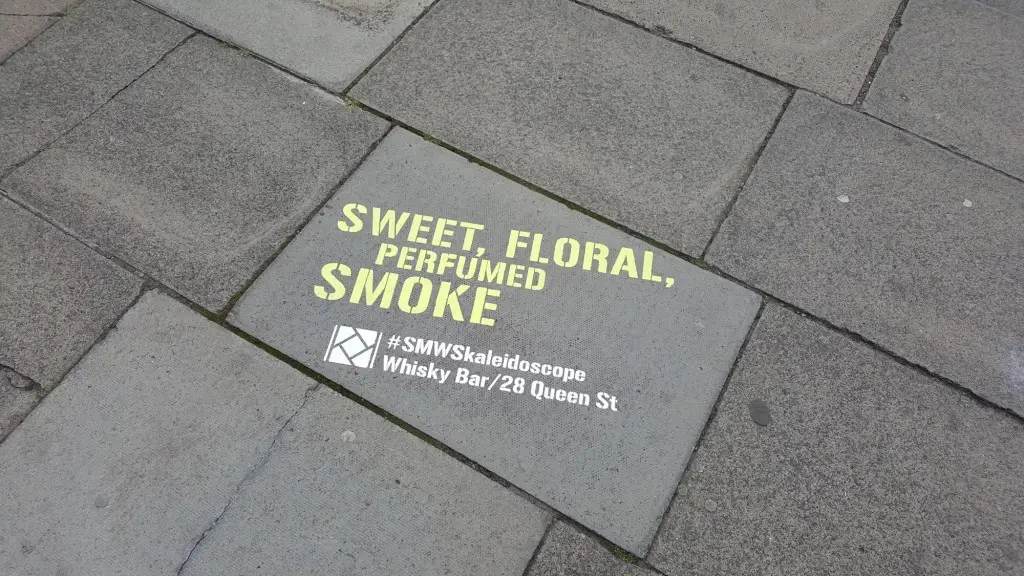 SWEET, FLORAL,
PERFUMED
SMOKE
#SMWSkaleidoscope
Whisky Bar/28 Queen St